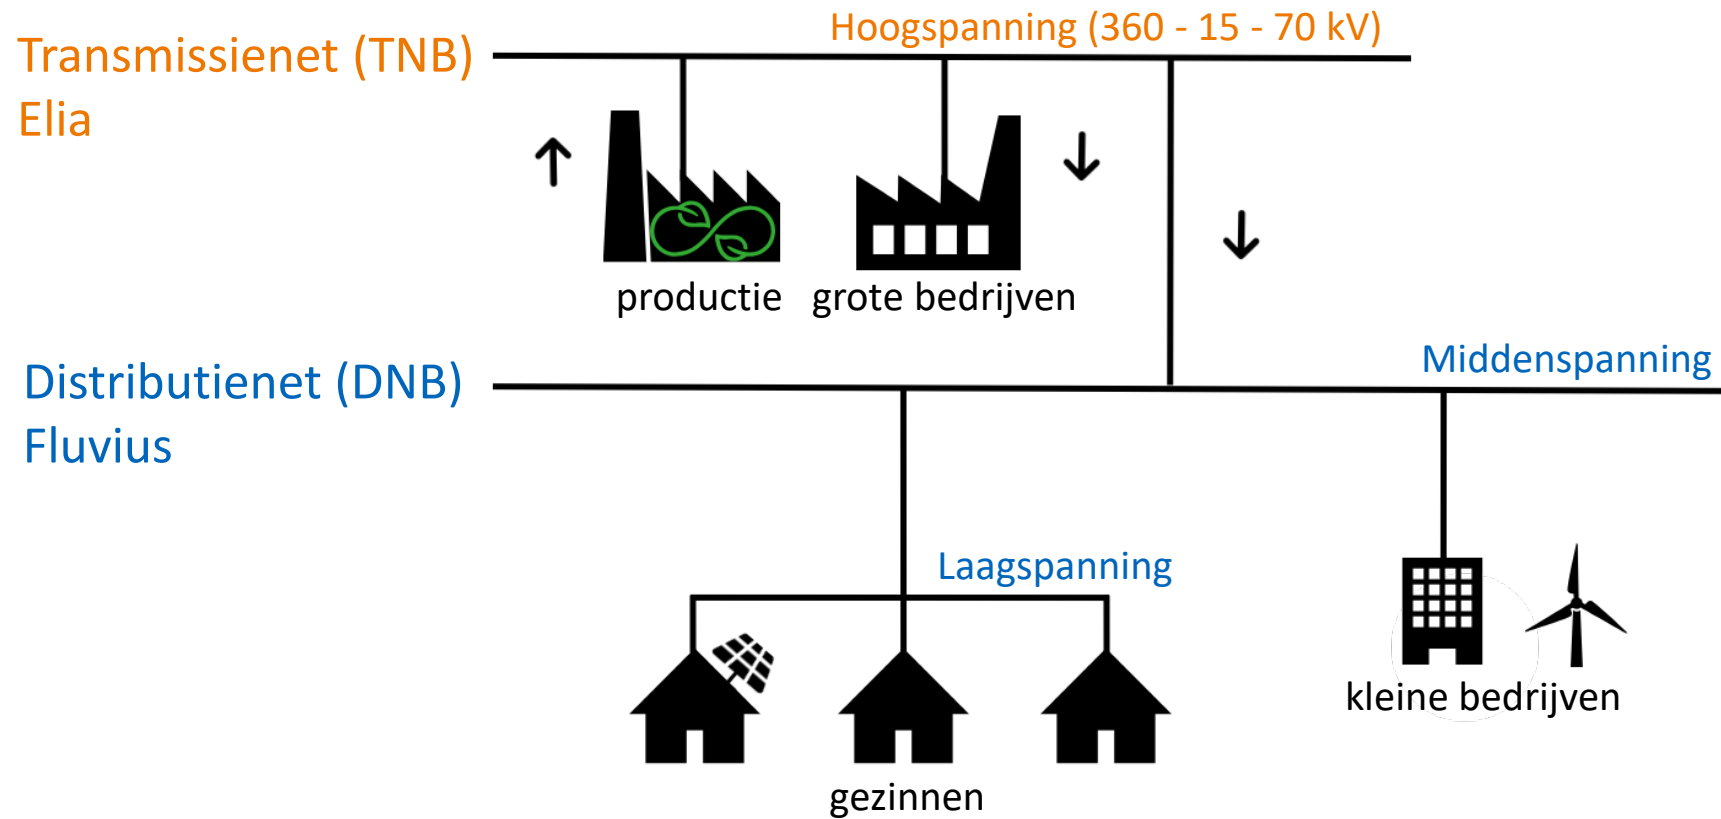 Hoogspanning (360 - 15 - 70 kV)
Transmissienet (TNB)
Elia
productie
grote bedrijven
Middenspanning
Distributienet (DNB)
Fluvius
Laagspanning
kleine bedrijven
gezinnen